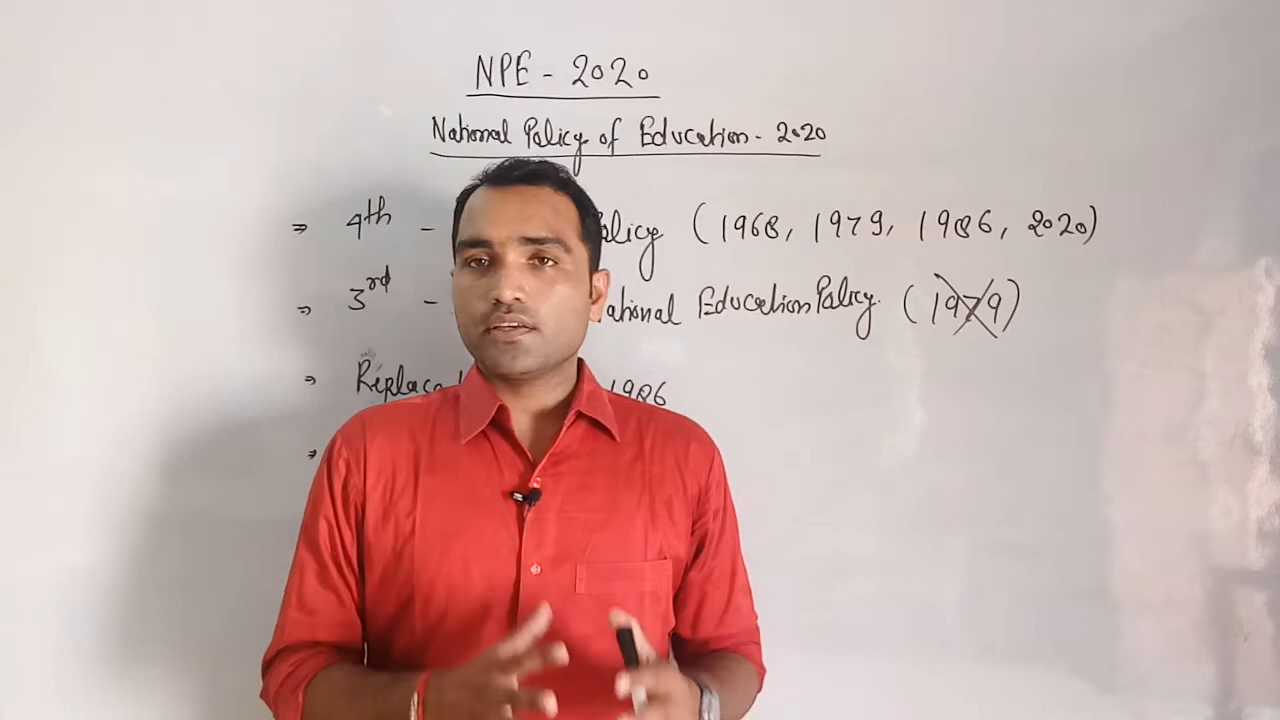 NPE - 2020
National Policy of Education - 2020
⇒ 4th - Policy (1968, 1979, 1986, 2020)
⇒ 3rd - National Education Policy. (1979)
⇒ 1986